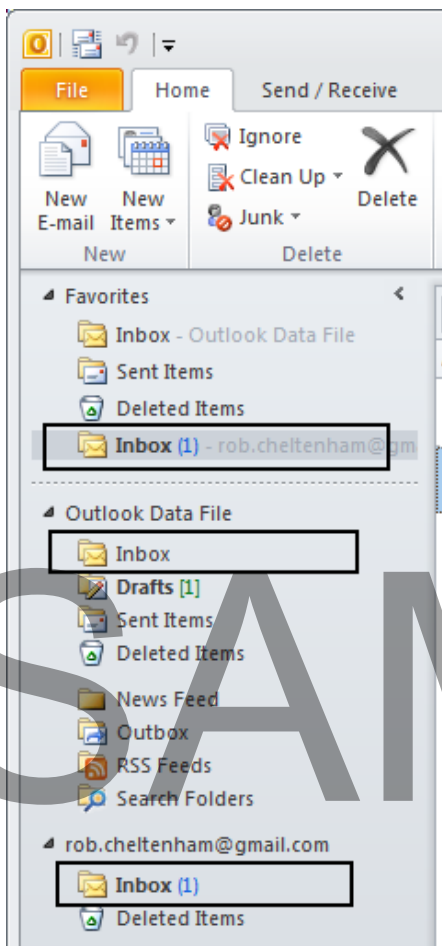 File Home Send / Receive
New E-mail
New Items
Ignore
Clean Up
Junk
Delete
New
Delete
Favorites
Inbox - Outlook Data File
Sent Items
Deleted Items
Inbox (1) - rob.cheltenham@gm
Outlook Data File
Inbox
Drafts [1]
Sent Items
Deleted Items
News Feed
Outbox
RSS Feeds
Search Folders
rob.cheltenham@gmail.com
Inbox (1)
Deleted Items
SAM